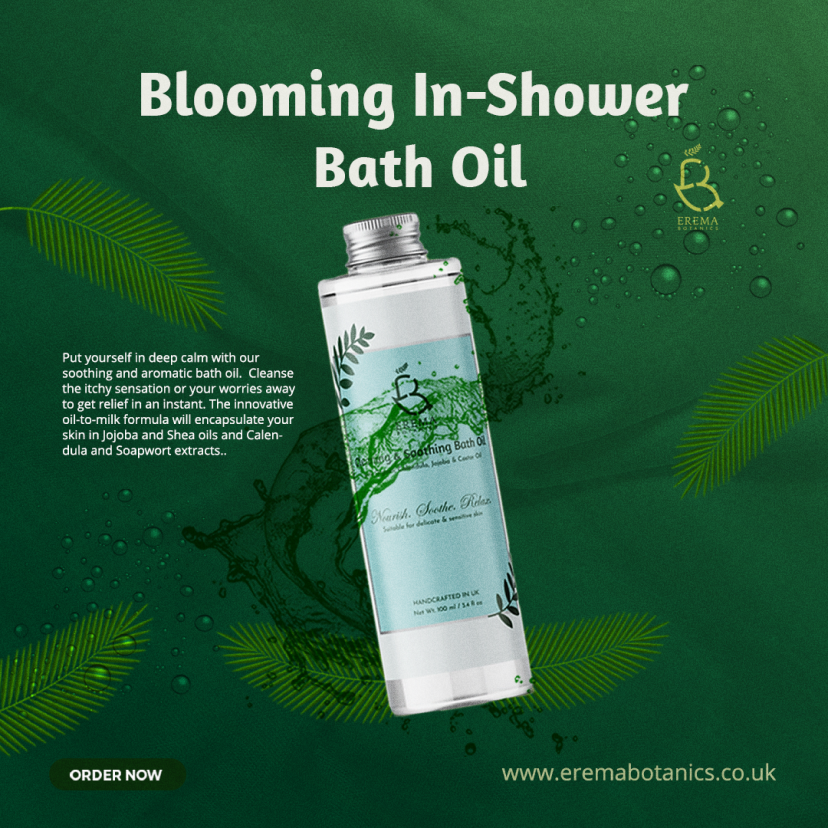 Blooming In-Shower
Bath Oil
EREMA
BOTANICS
Put yourself in deep calm with our
soothing and aromatic bath oil.  Cleanse
the itchy sensation or your worries away
to get relief in an instant. The innovative
oil-to-milk formula will encapsulate your
skin in Jojoba and Shea oils and Calen-
dula and Soapwort extracts..
EREMA
& Soothing Bath Oil
Jojoba & Castor Oil
Nourish. Soothe. Relax.
Suitable for delicate & sensitive skin
HANDCRAFTED IN UK
Net Wt. 100 ml / 3.4 fl oz
ORDER NOW
www.eremabotanics.co.uk